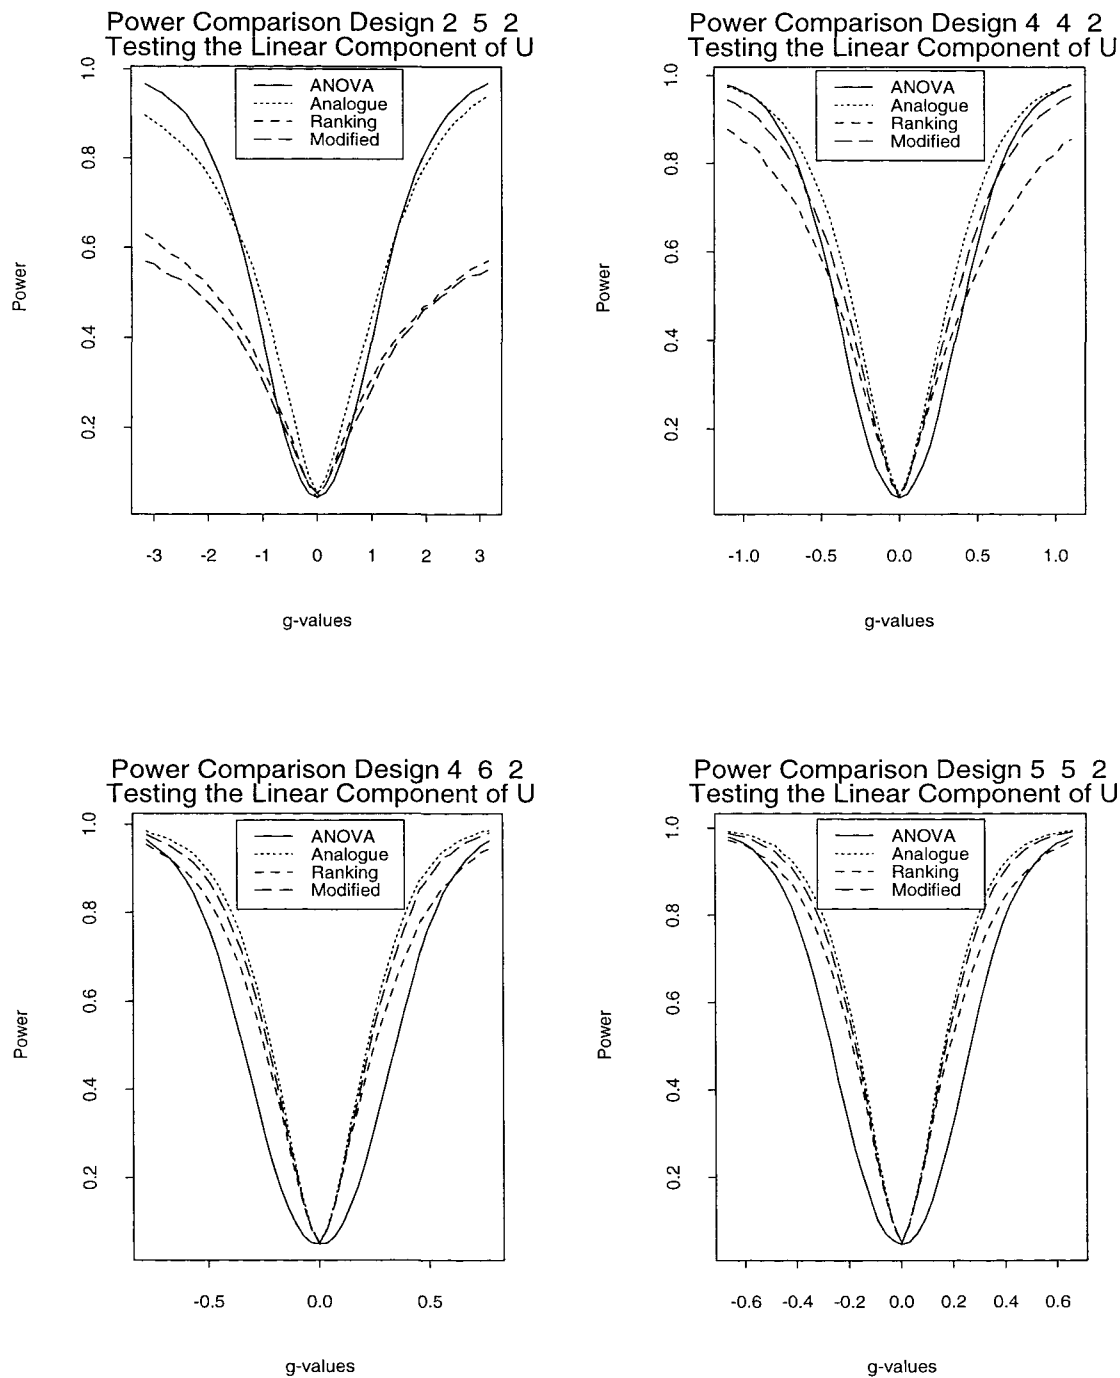 Power Comparison Design 2 5 2
Testing the Linear Component of U
ANOVA
Analogue
Ranking
Modified
1.0
0.8
0.6
0.4
0.2
Power
-3 -2 -1 0 1 2 3
g-values
Power Comparison Design 4 4 2
Testing the Linear Component of U
ANOVA
Analogue
Ranking
Modified
1.0
0.8
0.6
0.4
0.2
Power
-1.0 -0.5 0.0 0.5 1.0
g-values
Power Comparison Design 4 6 2
Testing the Linear Component of U
ANOVA
Analogue
Ranking
Modified
1.0
0.8
0.6
0.4
0.2
Power
-0.5 0.0 0.5
g-values
Power Comparison Design 5 5 2
Testing the Linear Component of U
ANOVA
Analogue
Ranking
Modified
1.0
0.8
0.6
0.4
0.2
Power
-0.6 -0.4 -0.2 0.0 0.2 0.4 0.6
g-values